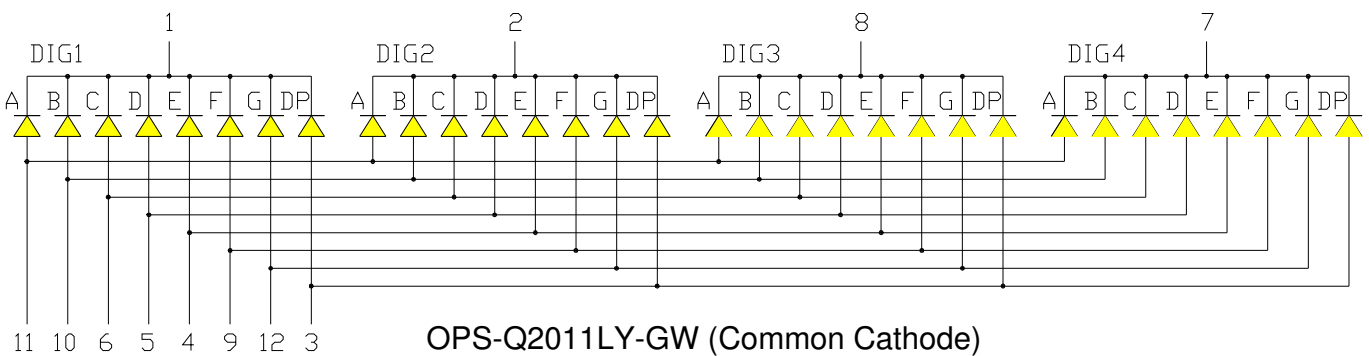 1 2 8 7
DIG1 DIG2 DIG3 DIG4
A B C D E F G DP A B C D E F G DP A B C D E F G DP A B C D E F G DP
11 10 6 5 4 9 12 3
OPS-Q2011LY-GW (Common Cathode)